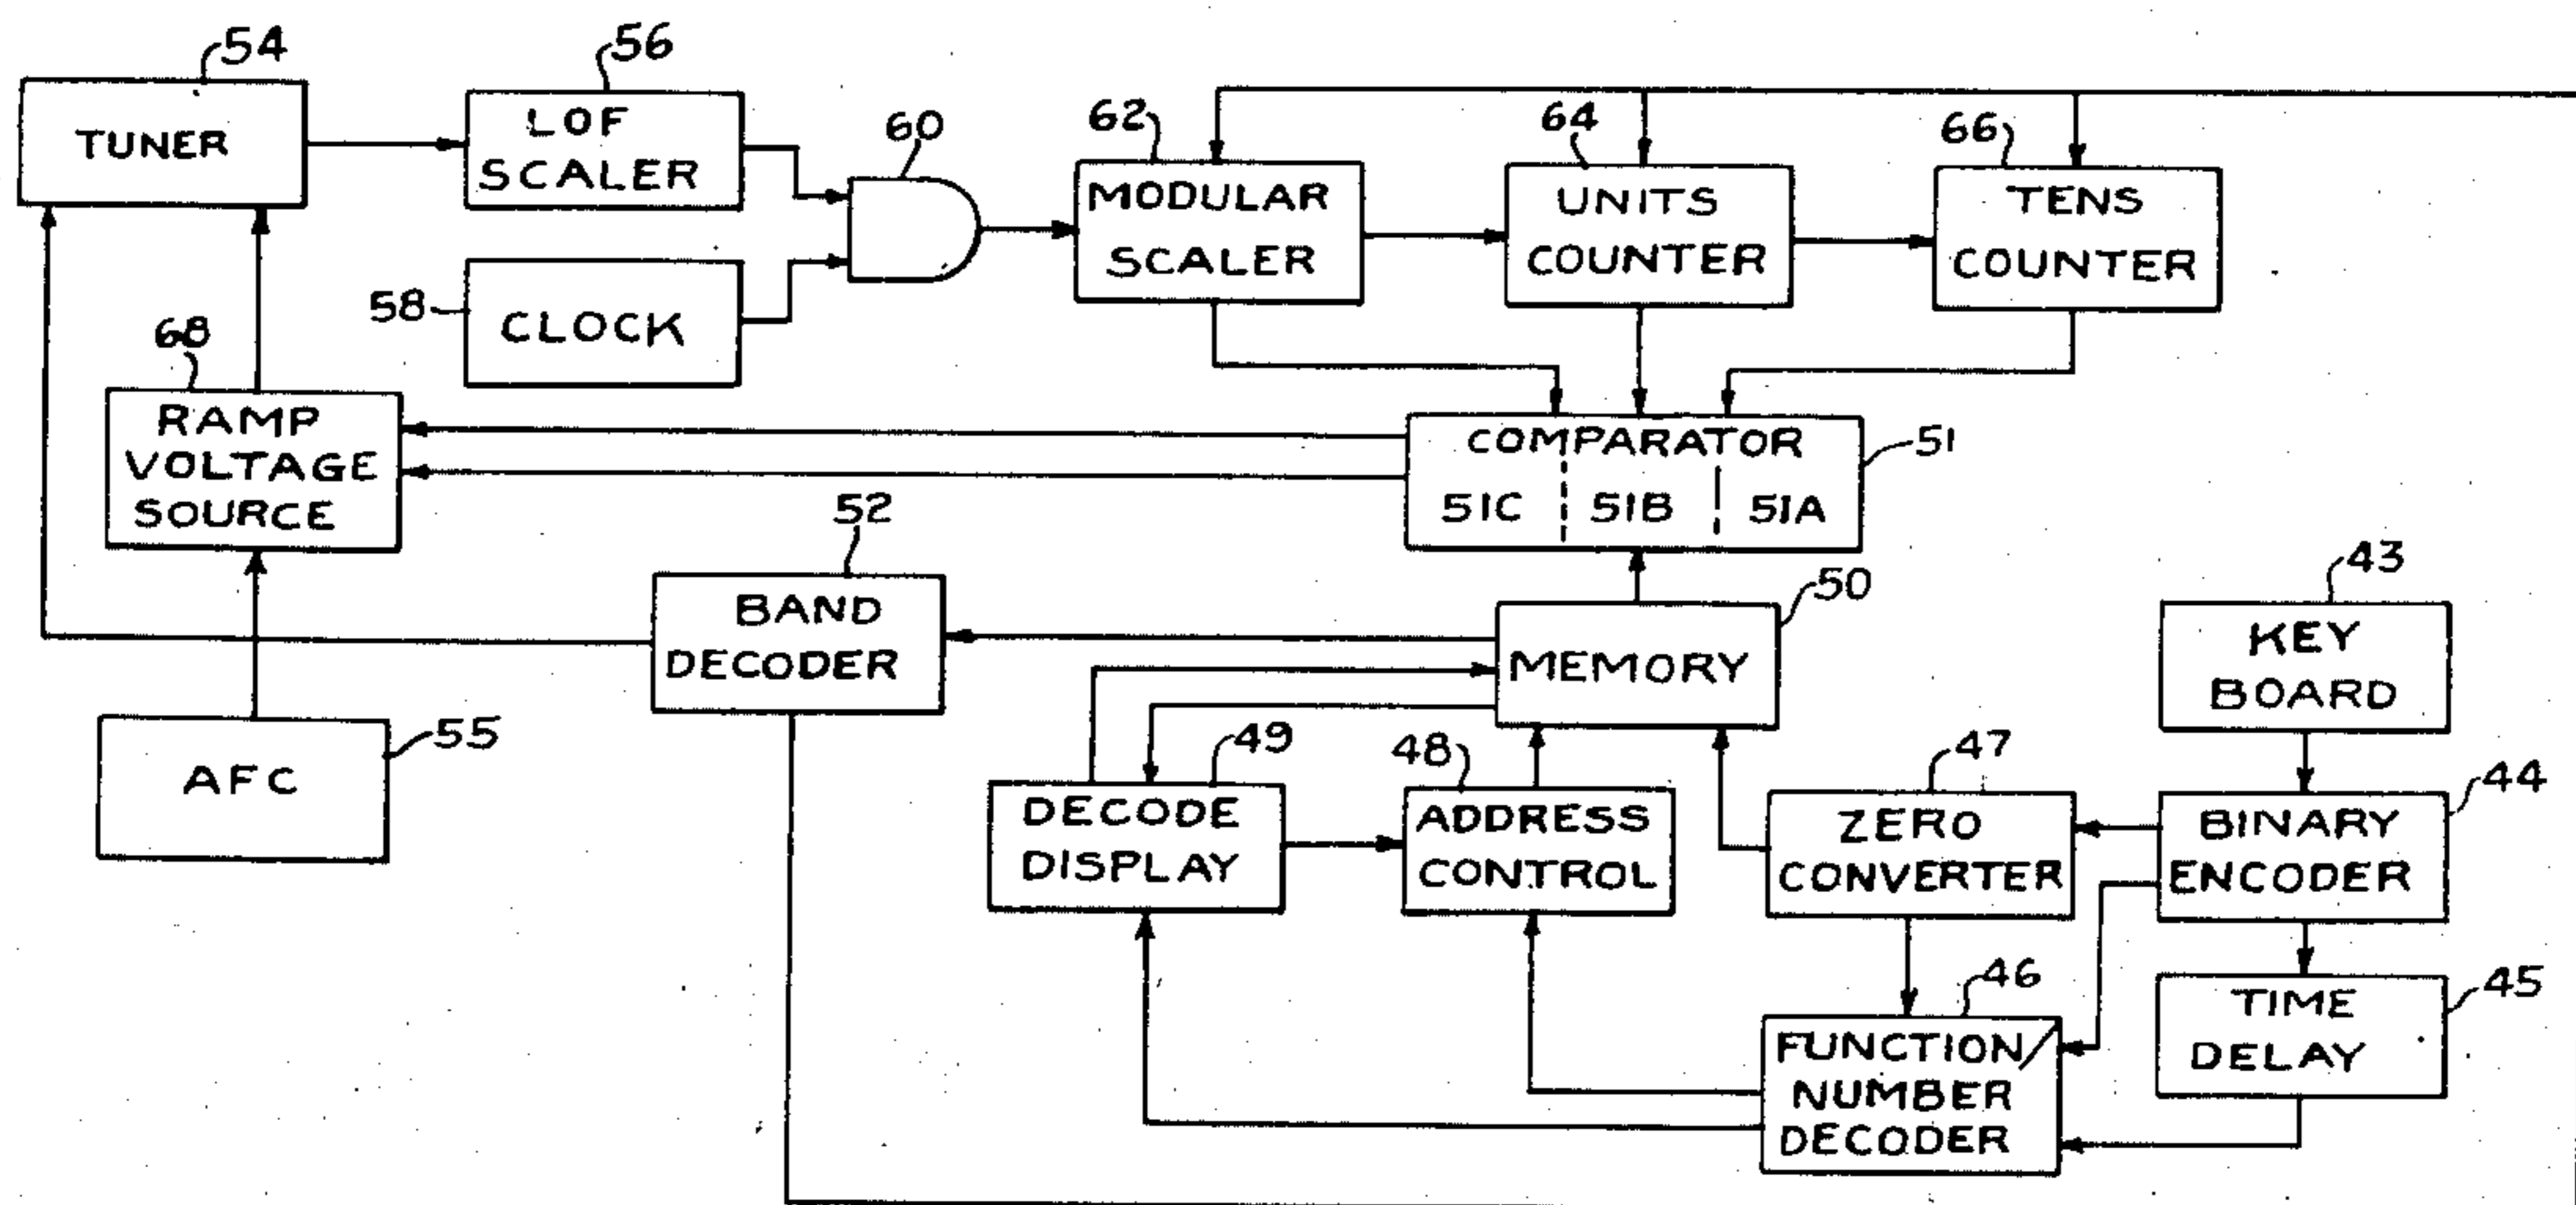 54
TUNER
56
LOF
SCALER
58
CLOCK
60
62
MODULAR
SCALER
64
UNITS
COUNTER
66
TENS
COUNTER
68
RAMP
VOLTAGE
SOURCE
COMPARATOR
51C 51B 51A
51
52
BAND
DECODER
50
MEMORY
43
KEY
BOARD
AFC
55
49
DECODE
DISPLAY
48
ADDRESS
CONTROL
47
ZERO
CONVERTER
44
BINARY
ENCODER
46
FUNCTION/
NUMBER
DECODER
45
TIME
DELAY